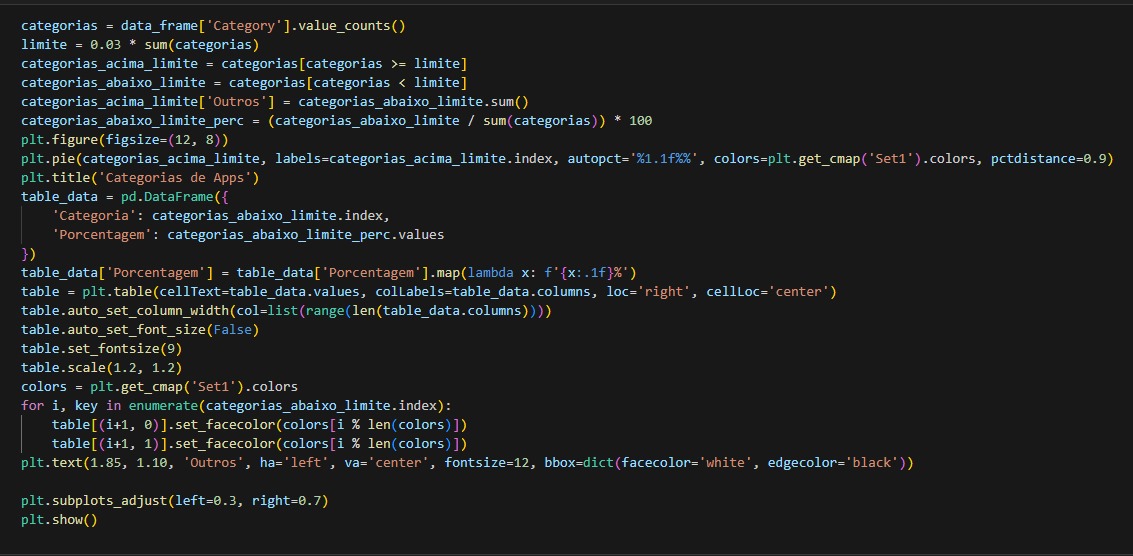 categorias = data_frame['Category'].value_counts()
limite = 0.03 * sum(categorias)
categorias_acima_limite = categorias[categorias >= limite]
categorias_abaixo_limite = categorias[categorias < limite]
categorias_acima_limite['Outros'] = categorias_abaixo_limite.sum()
categorias_abaixo_limite_perc = (categorias_abaixo_limite / sum(categorias)) * 100
plt.figure(figsize=(12, 8))
plt.pie(categorias_acima_limite, labels=categorias_acima_limite.index, autopct='%1.1f%%', colors=plt.get_cmap('Set1').colors, pctdistance=0.9)
plt.title('Categorias de Apps')
table_data = pd.DataFrame({
    'Categoria': categorias_abaixo_limite.index,
    'Porcentagem': categorias_abaixo_limite_perc.values
})
table_data['Porcentagem'] = table_data['Porcentagem'].map(lambda x: f'{x:.1f}%')
table = plt.table(cellText=table_data.values, colLabels=table_data.columns, loc='right', cellLoc='center')
table.auto_set_column_width(col=list(range(len(table_data.columns))))
table.auto_set_font_size(False)
table.set_fontsize(9)
table.scale(1.2, 1.2)
colors = plt.get_cmap('Set1').colors
for i, key in enumerate(categorias_abaixo_limite.index):
    table[(i+1, 0)].set_facecolor(colors[i % len(colors)])
    table[(i+1, 1)].set_facecolor(colors[i % len(colors)])
plt.text(1.85, 1.10, 'Outros', ha='left', va='center', fontsize=12, bbox=dict(facecolor='white', edgecolor='black'))
plt.subplots_adjust(left=0.3, right=0.7)
plt.show()